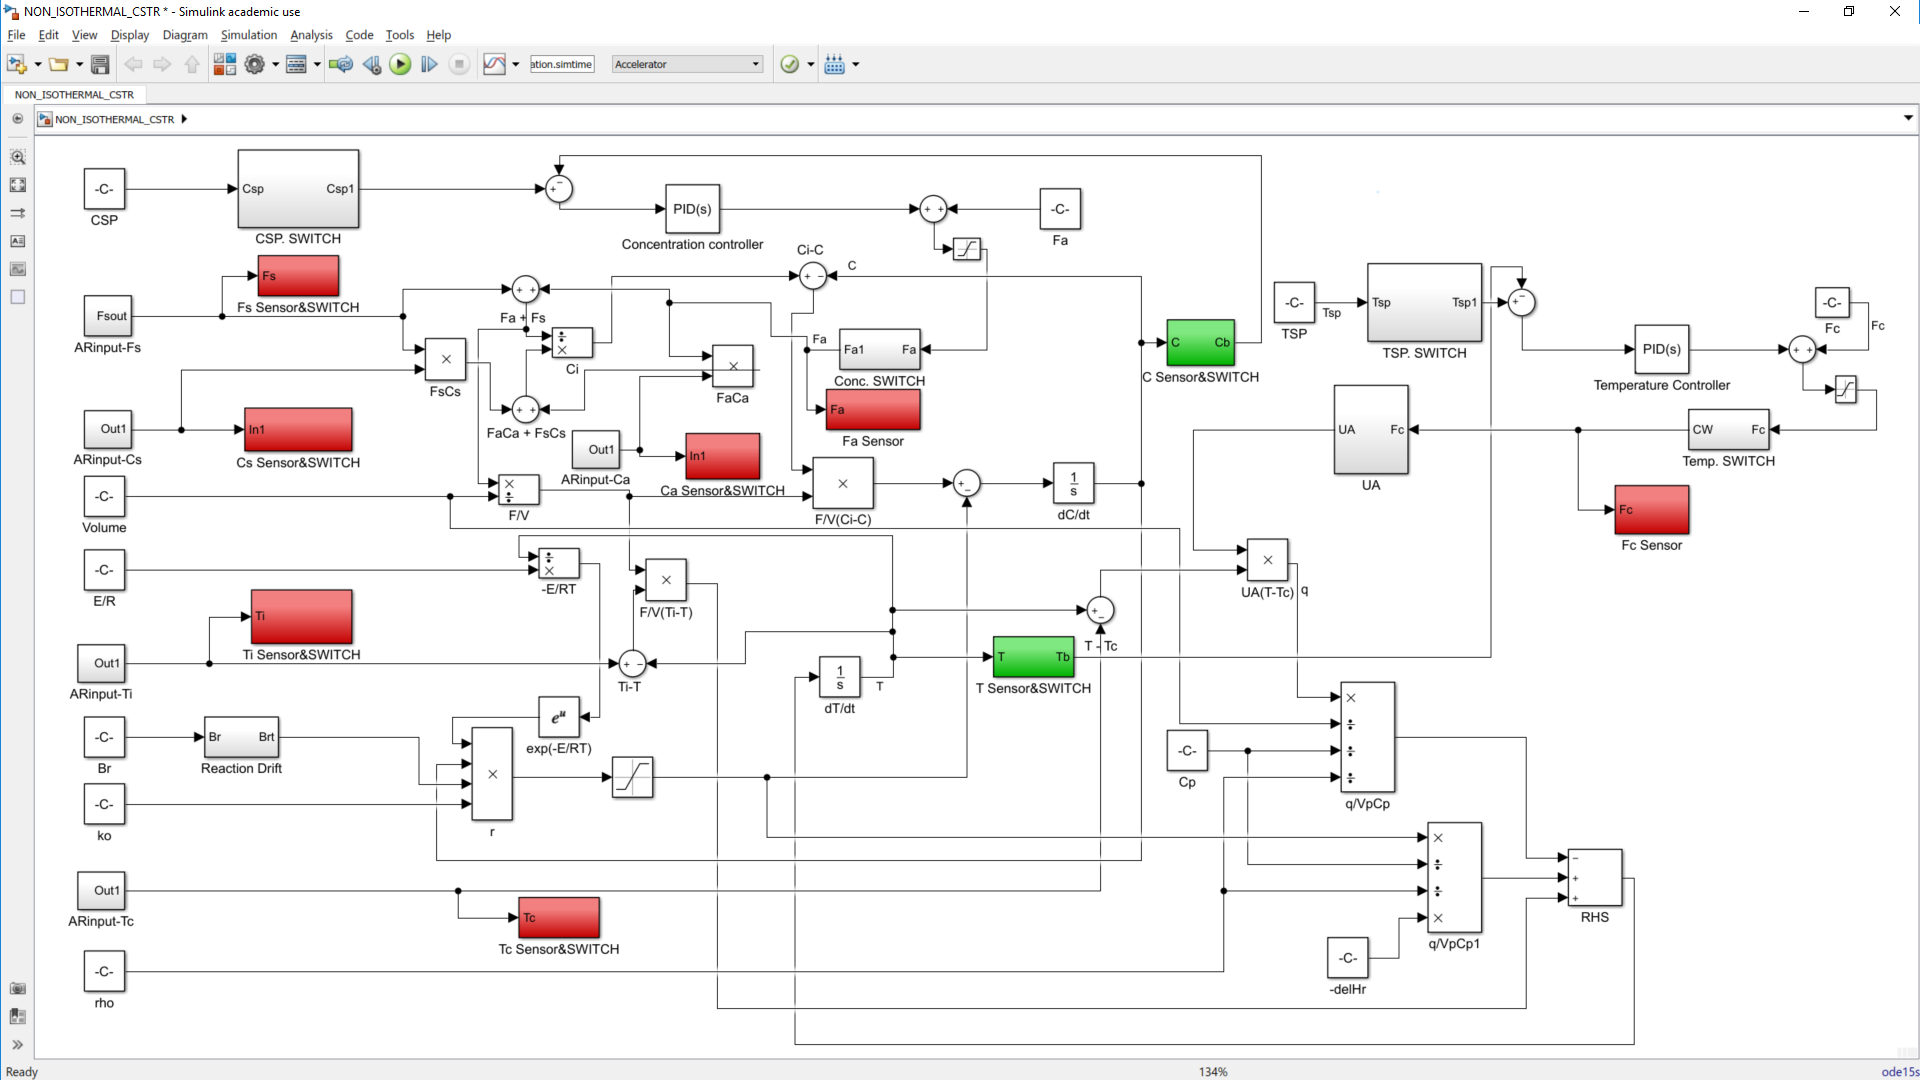 NON_ISOTHERMAL_CSTR * - Simulink academic use
File Edit View Display Diagram Simulation Analysis Code Tools Help
ation.simtime Accelerator
NON_ISOTHERMAL_CSTR
NON_ISOTHERMAL_CSTR
-C-
CSP
Csp Csp1
CSP. SWITCH
PID(s)
Concentration controller
-C-
Fa
Fs
Fs Sensor&SWITCH
Fsout
ARinput-Fs
Fa + Fs
Ci-C
C
Ci
FsCs
FaCa
Fa
Fa1 Fa
Conc. SWITCH
Fa
Fa Sensor
C Cb
C Sensor&SWITCH
-C-
TSP
Tsp
Tsp Tsp1
TSP. SWITCH
PID(s)
Temperature Controller
-C-
Fc
Fc
Out1
ARinput-Cs
In1
Cs Sensor&SWITCH
FaCa + FsCs
Out1
ARinput-Ca
In1
Ca Sensor&SWITCH
UA Fc
UA
CW Fc
Temp. SWITCH
Fc
Fc Sensor
-C-
Volume
F/V
F/V(Ci-C)
1
s
dC/dt
-C-
E/R
-E/RT
F/V(Ti-T)
UA(T-Tc)
q
Ti
Ti Sensor&SWITCH
Out1
ARinput-Ti
Ti-T
1
s
dT/dt
T
T - Tc
T Tb
T Sensor&SWITCH
-C-
Br
Br Brt
Reaction Drift
e^u
exp(-E/RT)
r
-C-
ko
-C-
Cp
q/VpCp
q/VpCp1
RHS
Out1
ARinput-Tc
Tc
Tc Sensor&SWITCH
-C-
-delHr
-C-
rho
Ready 134% ode15s